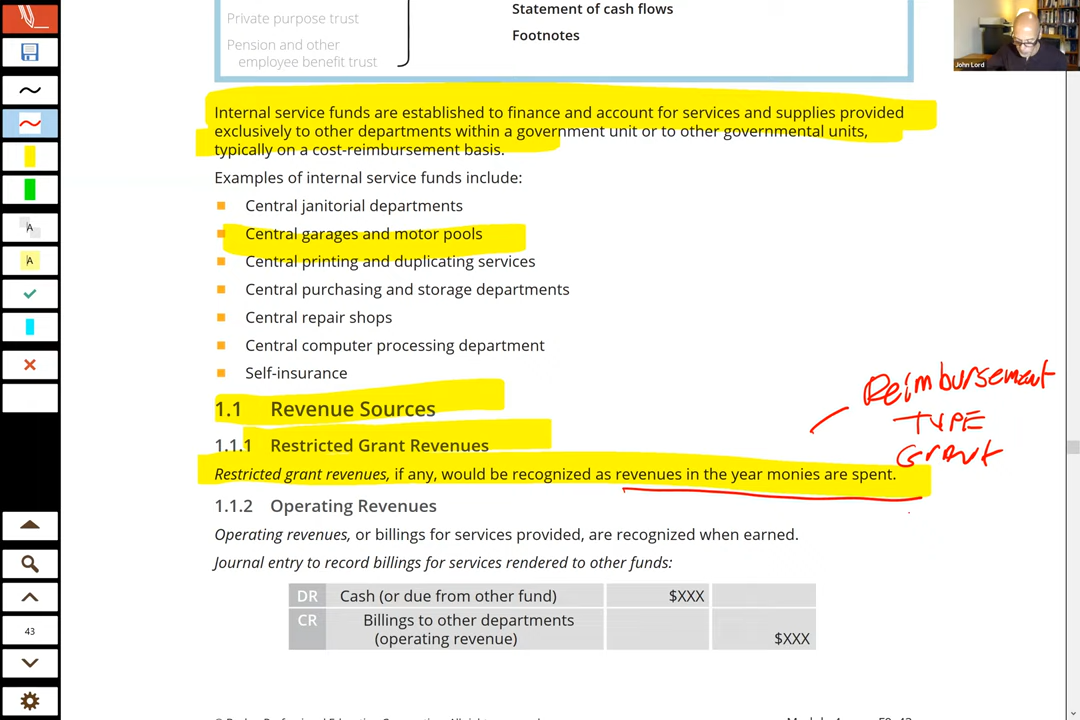 Private purpose trust
Pension and other
employee benefit trust
Statement of cash flows
Footnotes
John Lord
Internal service funds are established to finance and account for services and supplies provided
exclusively to other departments within a government unit or to other governmental units,
typically on a cost-reimbursement basis.
Examples of internal service funds include:
Central janitorial departments
Central garages and motor pools
Central printing and duplicating services
Central purchasing and storage departments
Central repair shops
Central computer processing department
Self-insurance
Reimbursement
TYPE
Grant
1.1 Revenue Sources
1.1.1 Restricted Grant Revenues
Restricted grant revenues, if any, would be recognized as revenues in the year monies are spent.
1.1.2 Operating Revenues
Operating revenues, or billings for services provided, are recognized when earned.
Journal entry to record billings for services rendered to other funds:
DR Cash (or due from other fund) $XXX
CR Billings to other departments
(operating revenue) $XXX
A
A
43